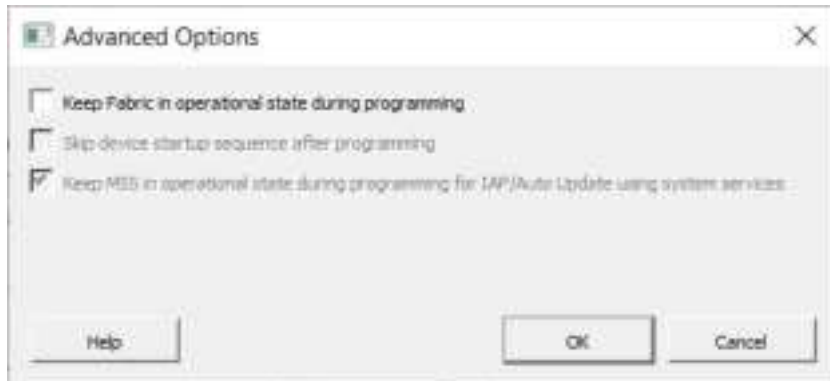 Advanced Options
Keep Fabric in operational state during programming
Skip device startup sequence after programming
Keep MSS in operational state during programming for IAP/Auto Update using system services
Help
OK
Cancel